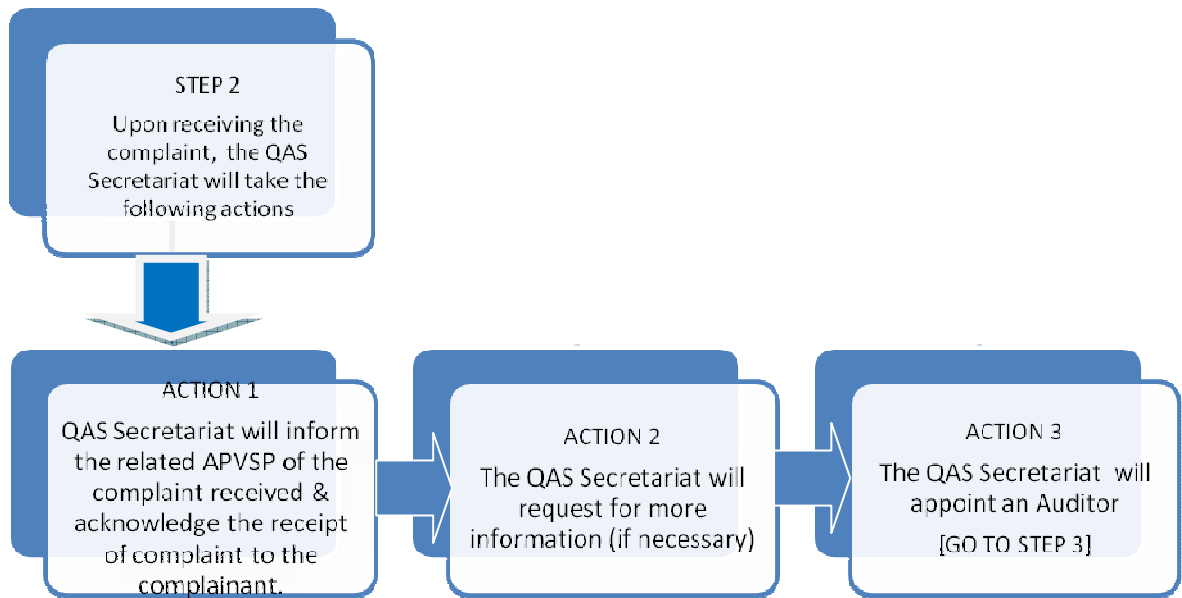 STEP 2
Upon receiving the
complaint, the QAS
Secretariat will take the
following actions
ACTION 1
QAS Secretariat will inform
the related APVSP of the
complaint received &
acknowledge the receipt
of complaint to the
complainant.
ACTION 2
The QAS Secretariat will
request for more
information (if necessary)
ACTION 3
The QAS Secretariat will
appoint an Auditor
[GO TO STEP 3]